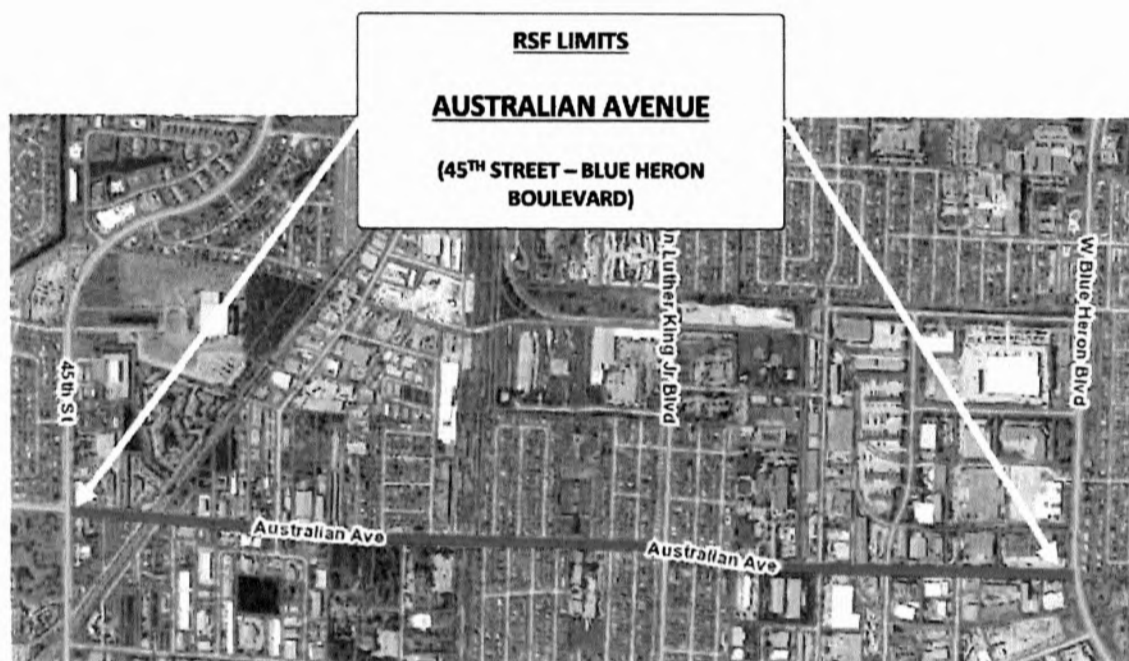 RSF LIMITS
AUSTRALIAN AVENUE
(45TH STREET – BLUE HERON
BOULEVARD)
n Luther King Jr Blvd
W Blue Heron Blvd
45th St
Australian Ave
Australian Ave